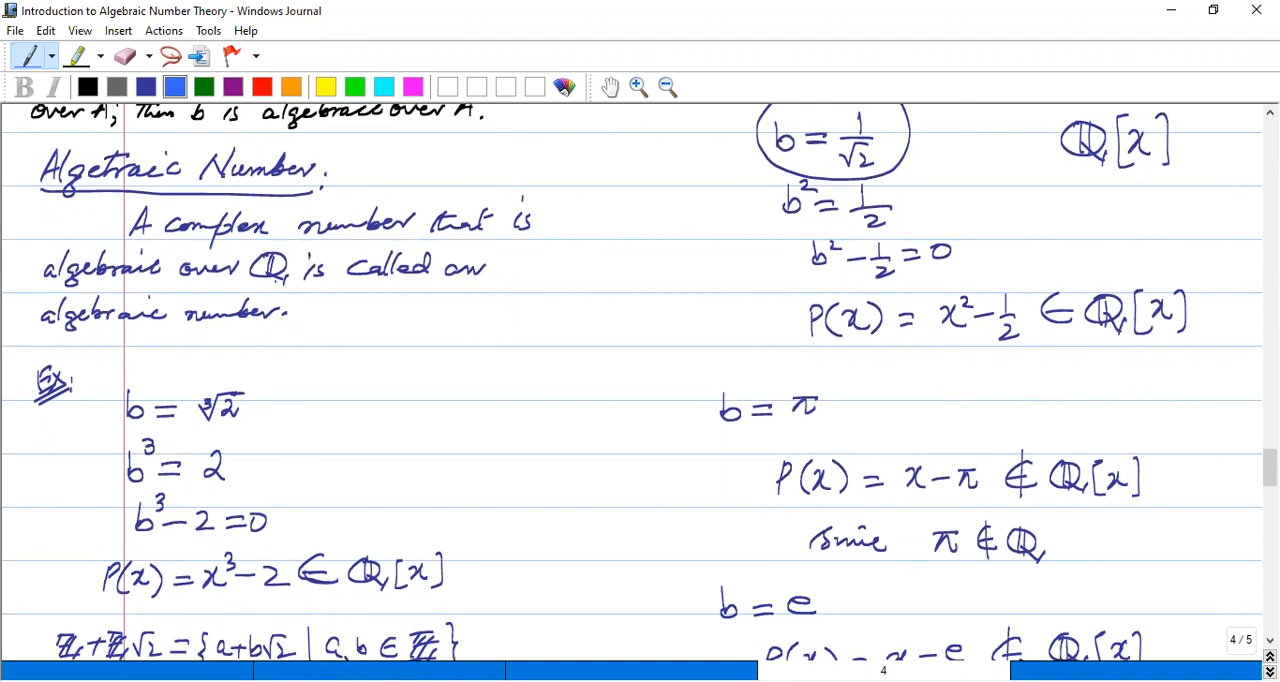 Introduction to Algebraic Number Theory - Windows Journal
File Edit View Insert Actions Tools Help
B I
over A; Then b is algebraic over A.
Algetraic Number.
A complex number that is
algebraic over ℚ is called an
algebraic number.
Ex:
b = ∛2
b³ = 2
b³ - 2 = 0
P(x) = x³ - 2 ∈ ℚ[x]
ℤ + ℤ√2 = {a+b√2 | a, b ∈ ℤ}
b = 1/√2
ℚ[x]
b² = 1/2
b² - 1/2 = 0
P(x) = x² - 1/2 ∈ ℚ[x]
b = π
P(x) = x - π ∉ ℚ[x]
since π ∉ ℚ
b = e
P(x) = x - e ∉ ℚ[x]
4 / 5
4